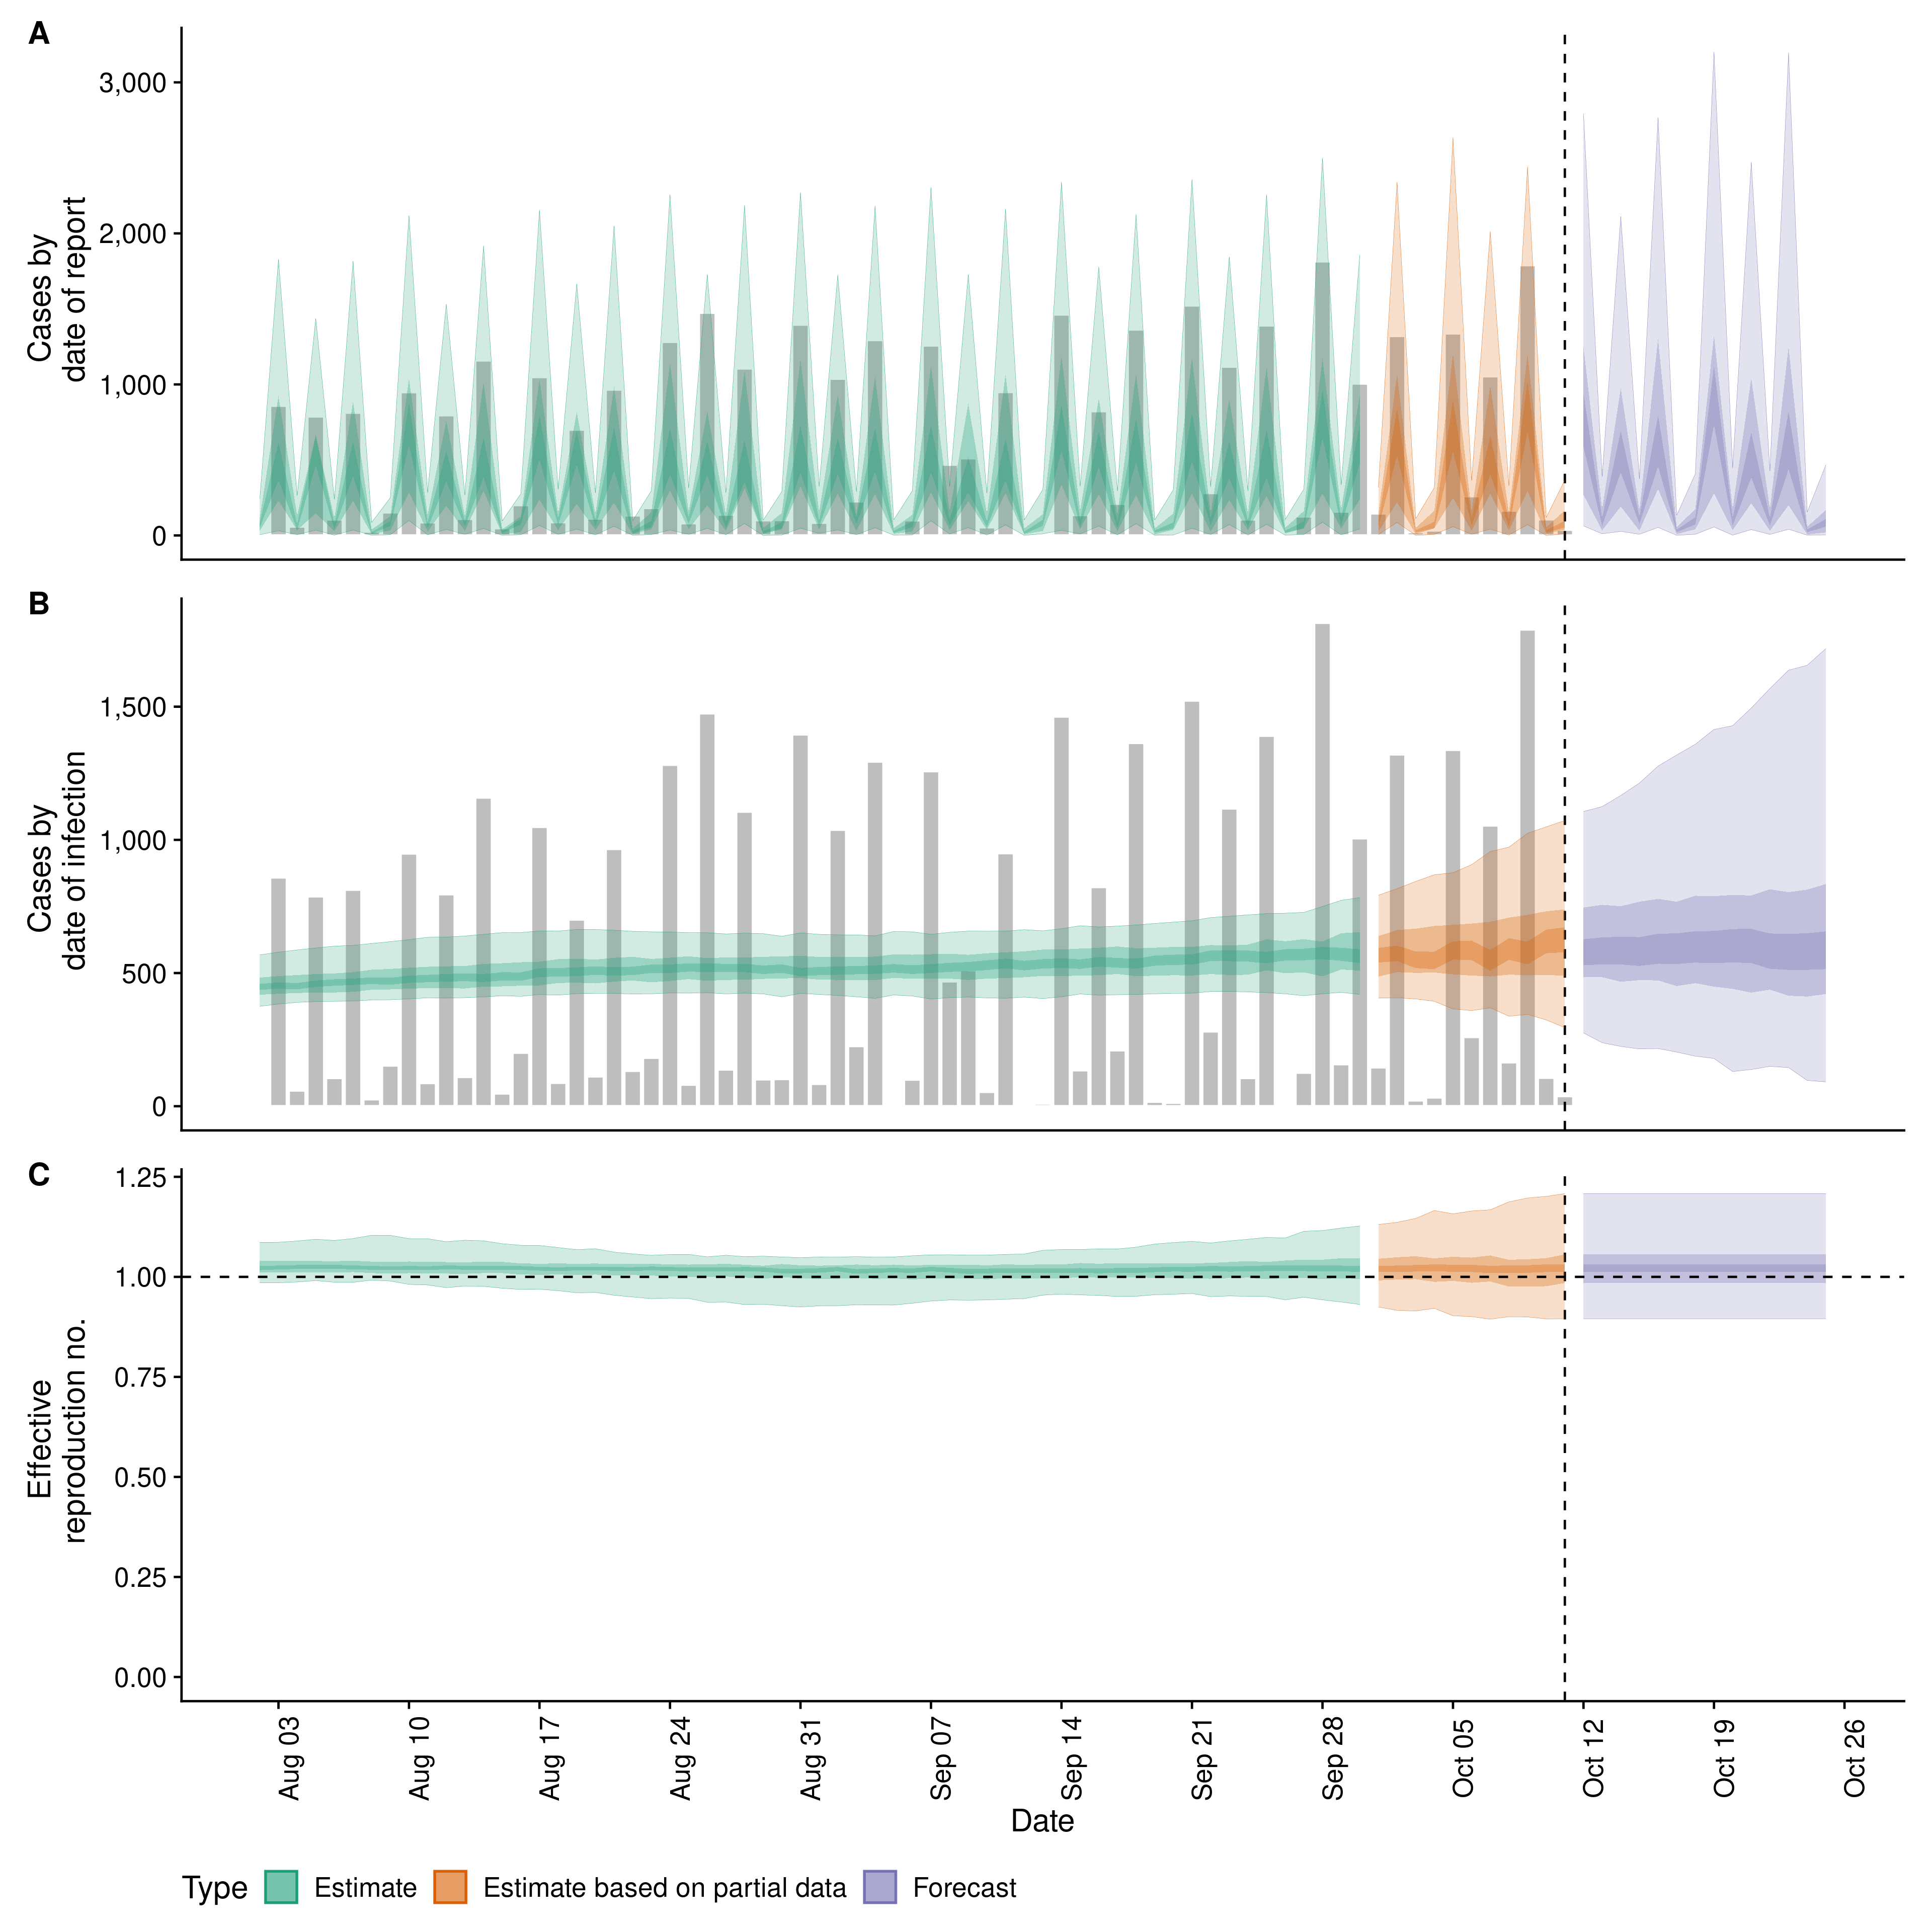 A
Cases by
date of report
3,000
2,000
1,000
0
B
Cases by
date of infection
1,500
1,000
500
0
C
Effective
reproduction no.
1.25
1.00
0.75
0.50
0.25
0.00
Aug 03
Aug 10
Aug 17
Aug 24
Aug 31
Sep 07
Sep 14
Sep 21
Sep 28
Oct 05
Oct 12
Oct 19
Oct 26
Date
Type Estimate Estimate based on partial data Forecast